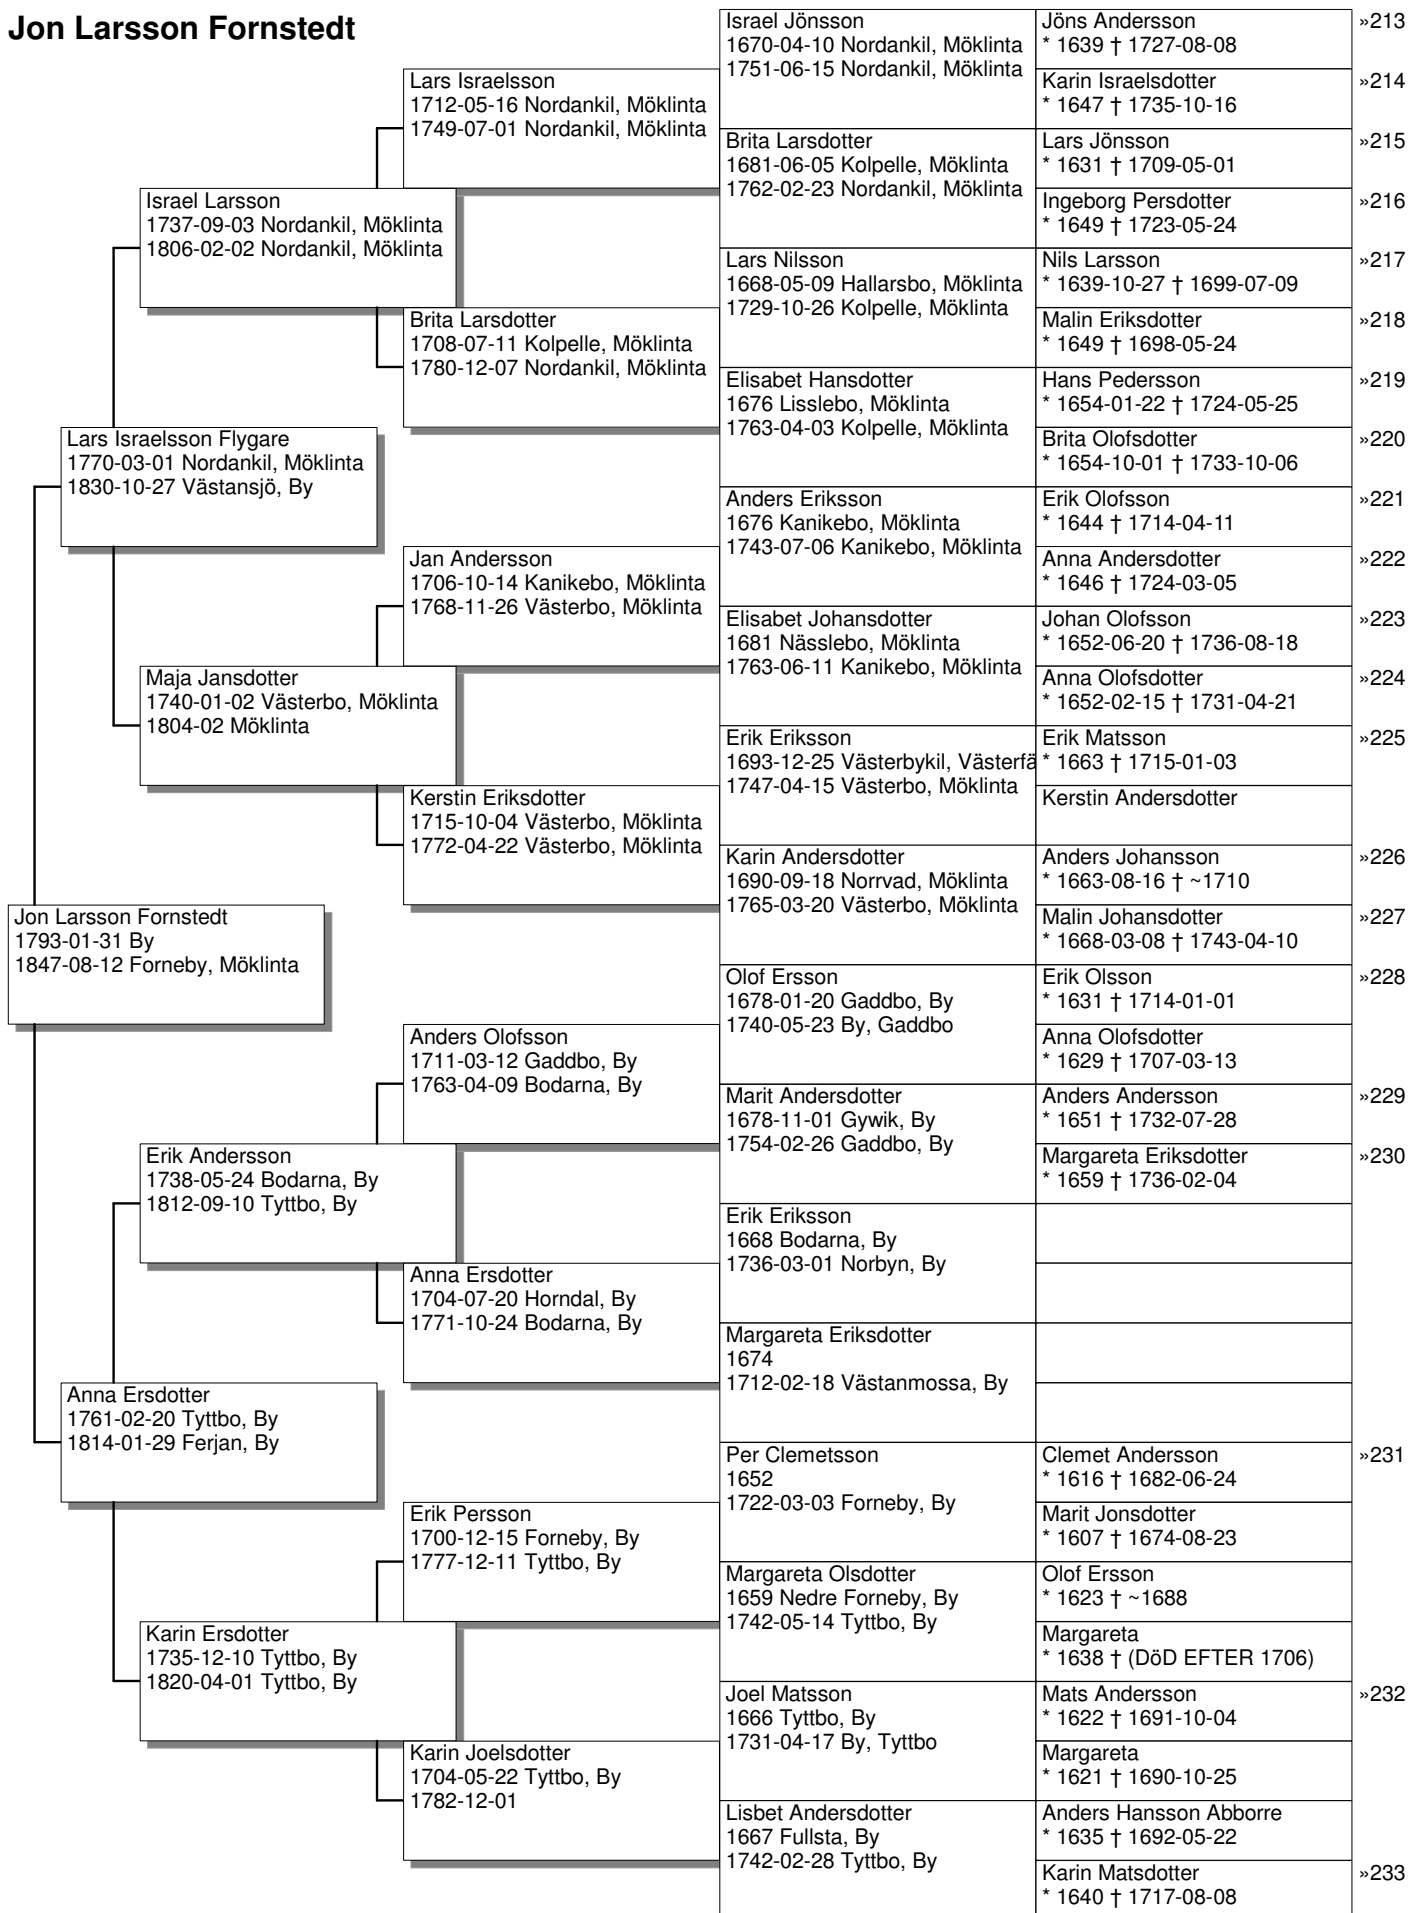 Jon Larsson Fornstedt
Jon Larsson Fornstedt
1793-01-31 By
1847-08-12 Forneby, Möklinta
Lars Israelsson Flygare
1770-03-01 Nordankil, Möklinta
1830-10-27 Västansjö, By
Anna Ersdotter
1761-02-20 Tyttbo, By
1814-01-29 Ferjan, By
Israel Larsson
1737-09-03 Nordankil, Möklinta
1806-02-02 Nordankil, Möklinta
Maja Jansdotter
1740-01-02 Västerbo, Möklinta
1804-02 Möklinta
Erik Andersson
1738-05-24 Bodarna, By
1812-09-10 Tyttbo, By
Karin Ersdotter
1735-12-10 Tyttbo, By
1820-04-01 Tyttbo, By
Lars Israelsson
1712-05-16 Nordankil, Möklinta
1749-07-01 Nordankil, Möklinta
Brita Larsdotter
1708-07-11 Kolpelle, Möklinta
1780-12-07 Nordankil, Möklinta
Jan Andersson
1706-10-14 Kanikebo, Möklinta
1768-11-26 Västerbo, Möklinta
Kerstin Eriksdotter
1715-10-04 Västerbo, Möklinta
1772-04-22 Västerbo, Möklinta
Anders Olofsson
1711-03-12 Gaddbo, By
1763-04-09 Bodarna, By
Anna Ersdotter
1704-07-20 Horndal, By
1771-10-24 Bodarna, By
Erik Persson
1700-12-15 Forneby, By
1777-12-11 Tyttbo, By
Karin Joelsdotter
1704-05-22 Tyttbo, By
1782-12-01
Israel Jönsson
1670-04-10 Nordankil, Möklinta
1751-06-15 Nordankil, Möklinta
Brita Larsdotter
1681-06-05 Kolpelle, Möklinta
1762-02-23 Nordankil, Möklinta
Lars Nilsson
1668-05-09 Hallarsbo, Möklinta
1729-10-26 Kolpelle, Möklinta
Elisabet Hansdotter
1676 Lisslebo, Möklinta
1763-04-03 Kolpelle, Möklinta
Anders Eriksson
1676 Kanikebo, Möklinta
1743-07-06 Kanikebo, Möklinta
Elisabet Johansdotter
1681 Nässlebo, Möklinta
1763-06-11 Kanikebo, Möklinta
Erik Eriksson
1693-12-25 Västerbykil, Västerfä
1747-04-15 Västerbo, Möklinta
Karin Andersdotter
1690-09-18 Norrvad, Möklinta
1765-03-20 Västerbo, Möklinta
Olof Ersson
1678-01-20 Gaddbo, By
1740-05-23 By, Gaddbo
Marit Andersdotter
1678-11-01 Gywik, By
1754-02-26 Gaddbo, By
Erik Eriksson
1668 Bodarna, By
1736-03-01 Norbyn, By
Margareta Eriksdotter
1674
1712-02-18 Västanmossa, By
Per Clemetsson
1652
1722-03-03 Forneby, By
Margareta Olsdotter
1659 Nedre Forneby, By
1742-05-14 Tyttbo, By
Joel Matsson
1666 Tyttbo, By
1731-04-17 By, Tyttbo
Lisbet Andersdotter
1667 Fullsta, By
1742-02-28 Tyttbo, By
Jöns Andersson »213
* 1639 † 1727-08-08
Karin Israelsdotter »214
* 1647 † 1735-10-16
Lars Jönsson »215
* 1631 † 1709-05-01
Ingeborg Persdotter »216
* 1649 † 1723-05-24
Nils Larsson »217
* 1639-10-27 † 1699-07-09
Malin Eriksdotter »218
* 1649 † 1698-05-24
Hans Pedersson »219
* 1654-01-22 † 1724-05-25
Brita Olofsdotter »220
* 1654-10-01 † 1733-10-06
Erik Olofsson »221
* 1644 † 1714-04-11
Anna Andersdotter »222
* 1646 † 1724-03-05
Johan Olofsson »223
* 1652-06-20 † 1736-08-18
Anna Olofsdotter »224
* 1652-02-15 † 1731-04-21
Erik Matsson »225
* 1663 † 1715-01-03
Kerstin Andersdotter
Anders Johansson »226
* 1663-08-16 † ~1710
Malin Johansdotter »227
* 1668-03-08 † 1743-04-10
Erik Olsson »228
* 1631 † 1714-01-01
Anna Olofsdotter
* 1629 † 1707-03-13
Anders Andersson »229
* 1651 † 1732-07-28
Margareta Eriksdotter »230
* 1659 † 1736-02-04
Clemet Andersson »231
* 1616 † 1682-06-24
Marit Jonsdotter
* 1607 † 1674-08-23
Olof Ersson
* 1623 † ~1688
Margareta
* 1638 † (DöD EFTER 1706)
Mats Andersson »232
* 1622 † 1691-10-04
Margareta
* 1621 † 1690-10-25
Anders Hansson Abborre
* 1635 † 1692-05-22
Karin Matsdotter »233
* 1640 † 1717-08-08